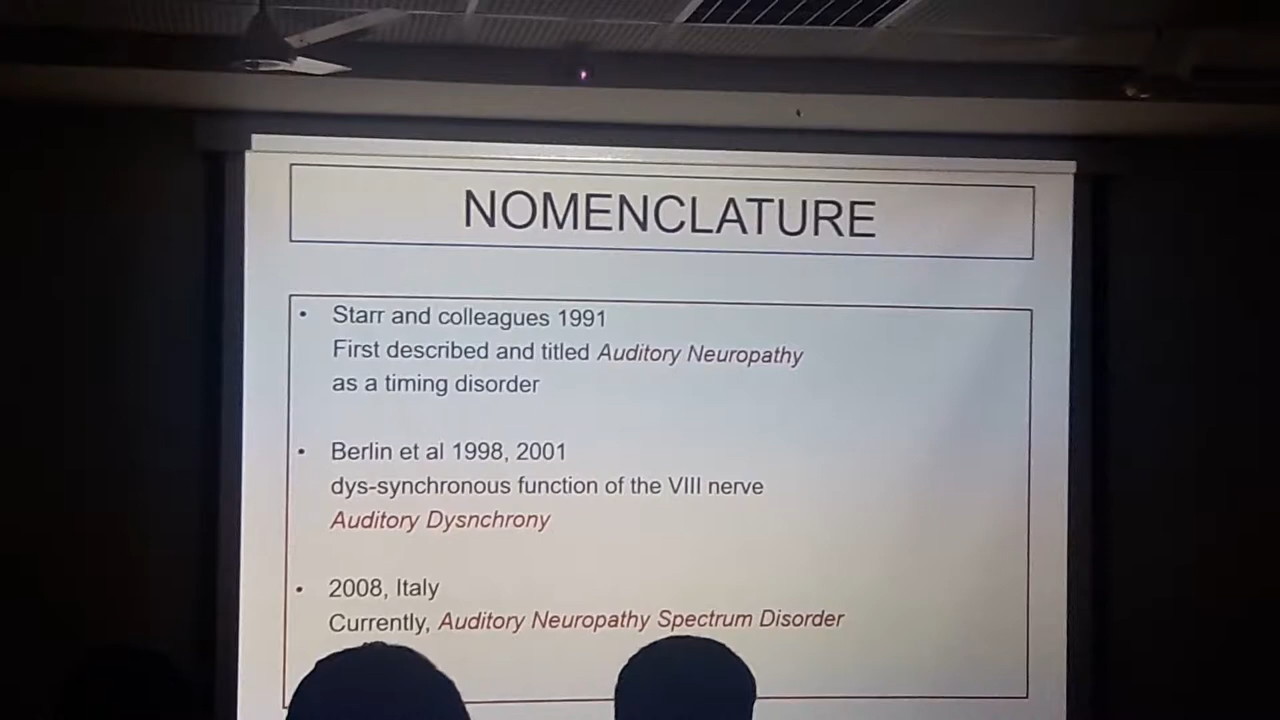 NOMENCLATURE
• Starr and colleagues 1991
First described and titled Auditory Neuropathy
as a timing disorder
• Berlin et al 1998, 2001
dys-synchronous function of the VIII nerve
Auditory Dysnchrony
• 2008, Italy
Currently, Auditory Neuropathy Spectrum Disorder